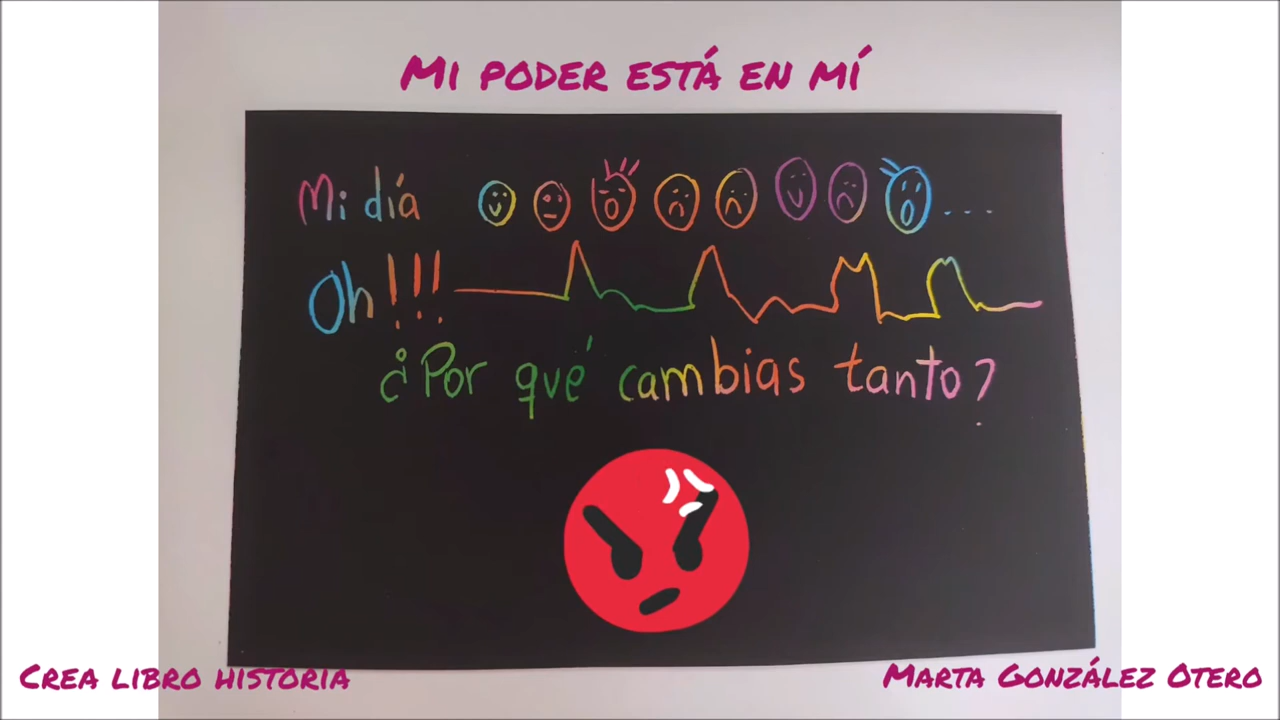 Mi poder está en mí
Mi día ....
Oh!!!
¿Por qué cambias tanto?
Crea libro historia
Marta González Otero